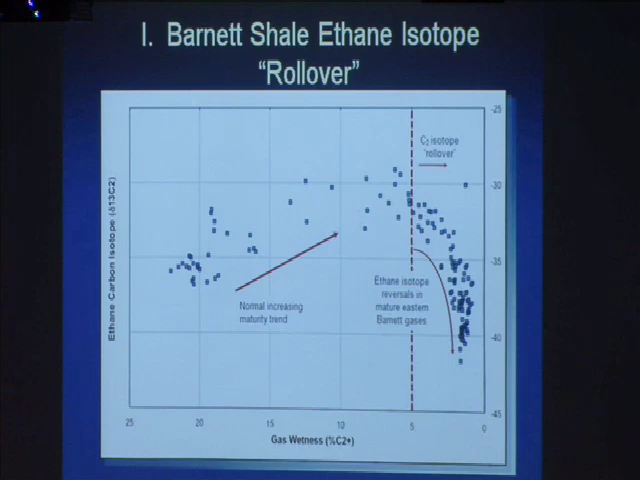 I. Barnett Shale Ethane Isotope
"Rollover"
-25
C2 isotope
'rollover'
-30
Ethane Carbon Isotope (δ13C2)
-35
Normal increasing
maturity trend
Ethane isotope
reversals in
mature eastern
Barnett gases
-40
-45
25 20 15 10 5 0
Gas Wetness (%C2+)